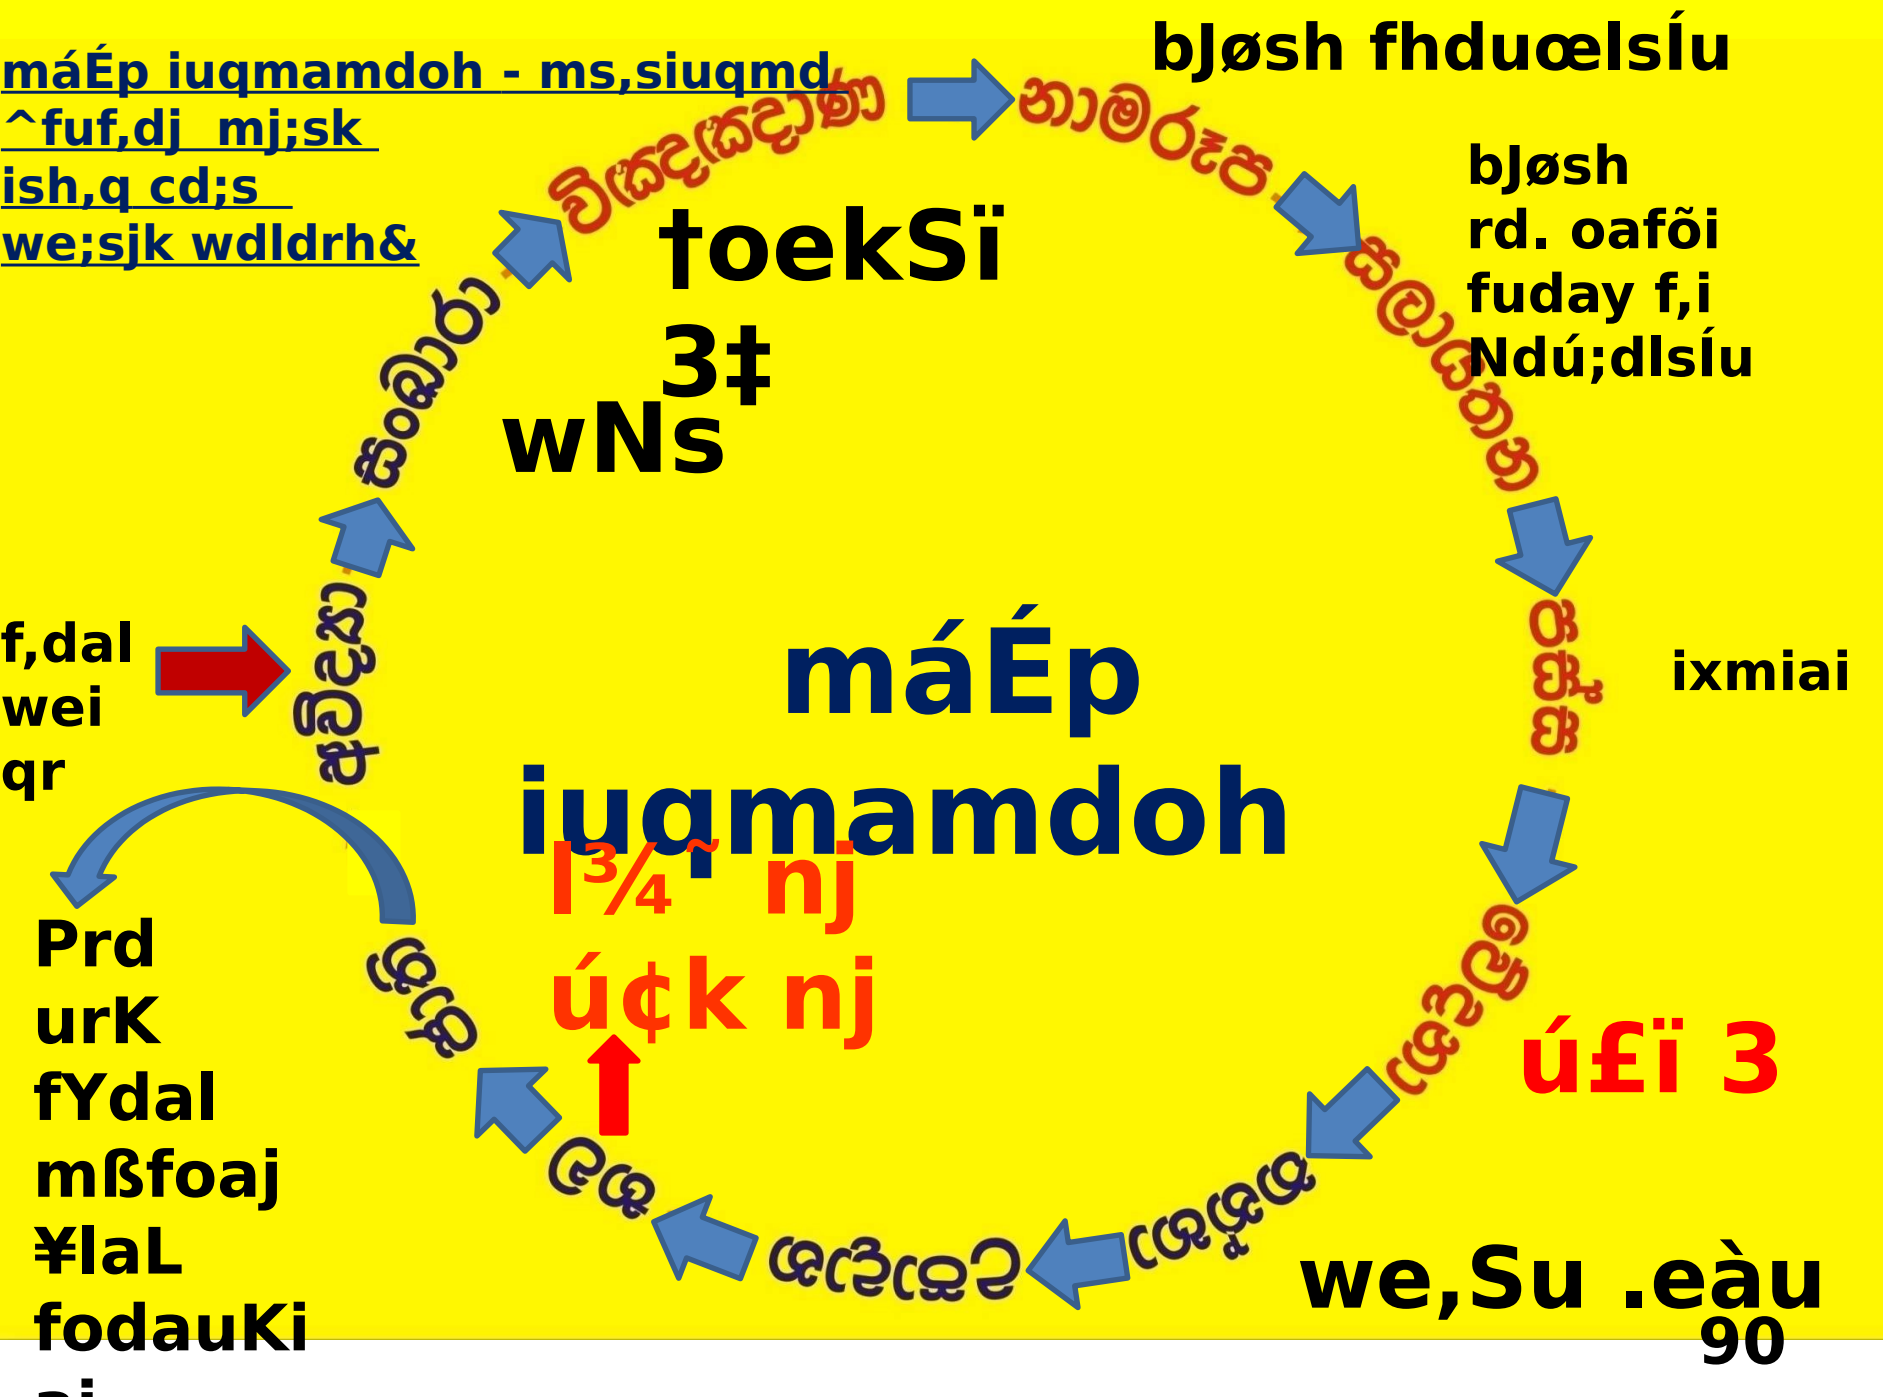 máÉp iuqmamdoh - ms,siuqmd
^fuf,dj  mj;sk
ish,q cd;s
we;sjk wdldrh&
bJøsh fhduœlsÍu
bJøsh
rd. oafõi
fuday f,i
Ndú;dlsÍu
විඤ්ඤාණ
නාමරූප
සලායතන
†oekSï
3‡
wNs
සංඛාරා
ඵස්ස
ixmiai
f,dal
wei
qr
අවිද්‍යා
máÉp
iuqmamdoh
l¾˜ nj
ú¢k nj
වේදනා
ú£ï 3
Prd
urK
fYdal
mßfoaj
¥laL
fodauKi
ජාති
භව
උපාදාන
තණ්හා
we,Su .eàu
90